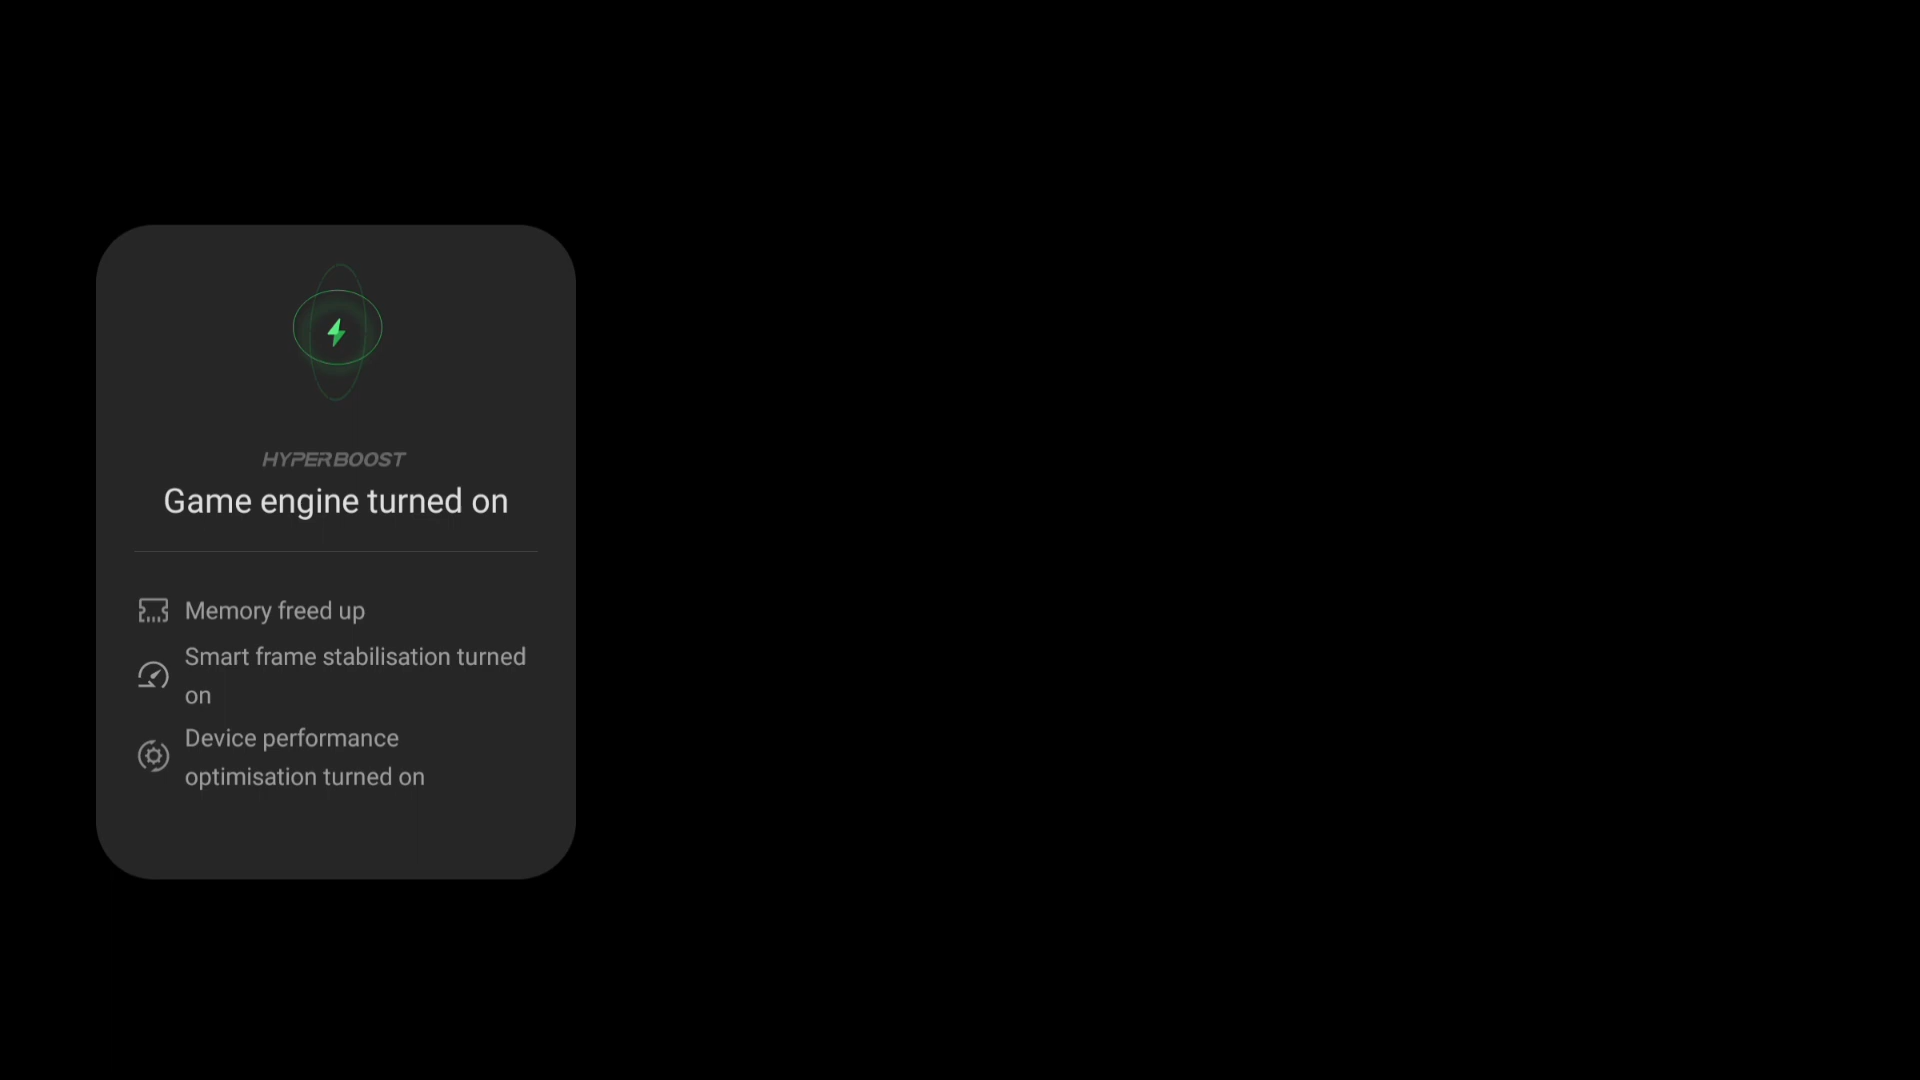 HYPERBOOST
Game engine turned on
Memory freed up
Smart frame stabilisation turned
on
Device performance
optimisation turned on